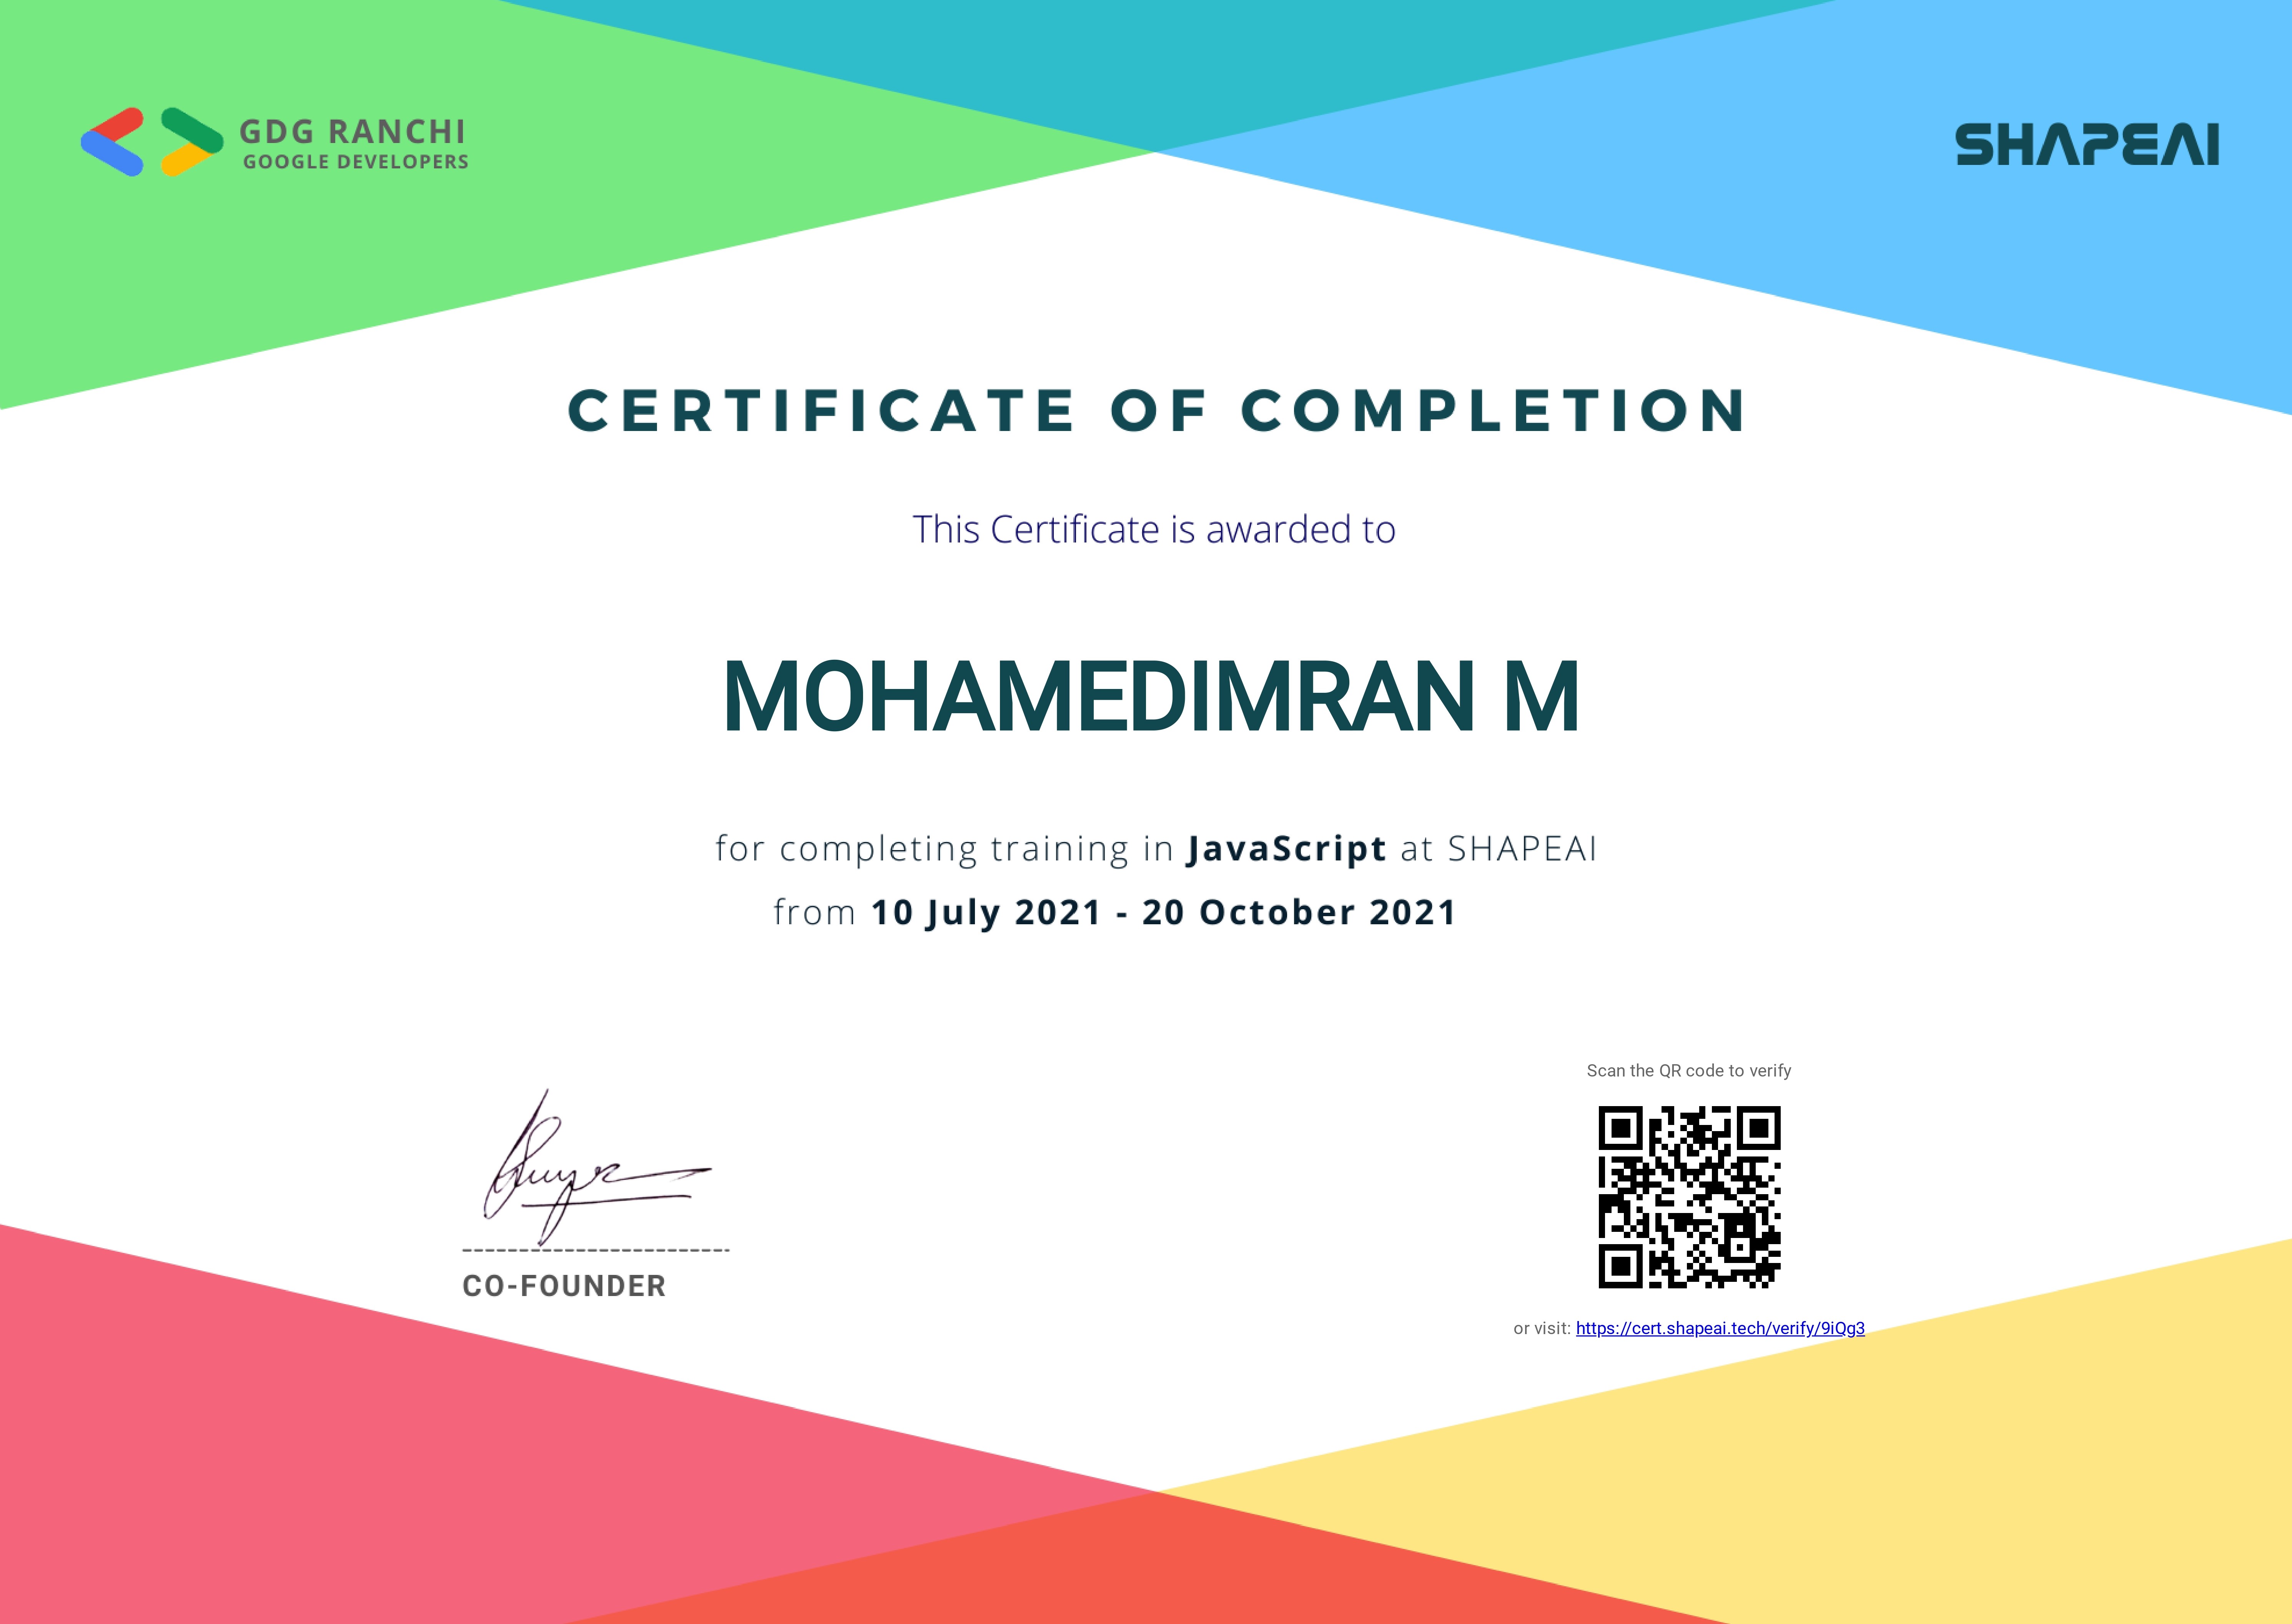 GDG RANCHI
GOOGLE DEVELOPERS
SHAPEAI
CERTIFICATE OF COMPLETION
This Certificate is awarded to
MOHAMEDIMRAN M
for completing training in JavaScript at SHAPEAI
from 10 July 2021 - 20 October 2021
Scan the QR code to verify
CO-FOUNDER
or visit: https://cert.shapeai.tech/verify/9iQg3